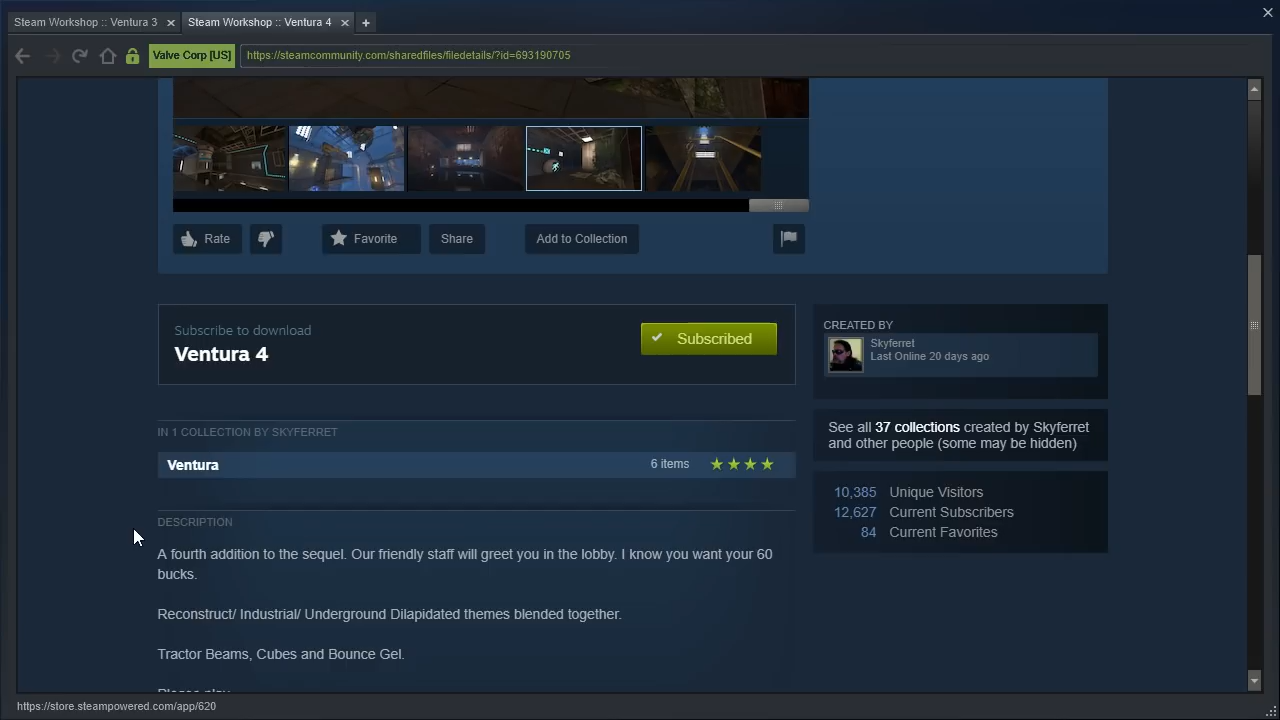 Steam Workshop :: Ventura 3
Steam Workshop :: Ventura 4
Valve Corp [US]
https://steamcommunity.com/sharedfiles/filedetails/?id=693190705
Rate
Favorite
Share
Add to Collection
Subscribe to download
Ventura 4
Subscribed
IN 1 COLLECTION BY SKYFERRET
Ventura
6 items
DESCRIPTION
A fourth addition to the sequel. Our friendly staff will greet you in the lobby. I know you want your 60
bucks.
Reconstruct/ Industrial/ Underground Dilapidated themes blended together.
Tractor Beams, Cubes and Bounce Gel.
CREATED BY
Skyferret
Last Online 20 days ago
See all 37 collections created by Skyferret
and other people (some may be hidden)
10,385 Unique Visitors
12,627 Current Subscribers
84 Current Favorites
https://store.steampowered.com/app/620